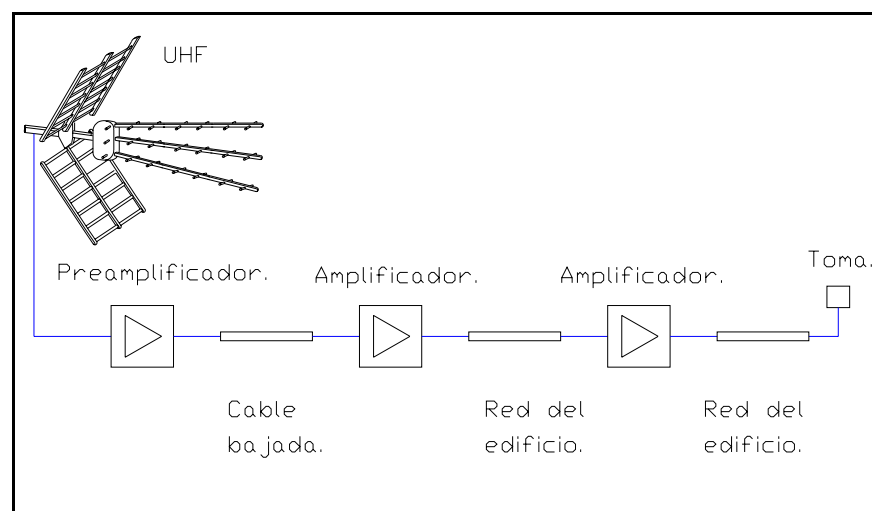 UHF
Preamplificador.
Amplificador.
Amplificador.
Toma.
Cable
bajada.
Red del
edificio.
Red del
edificio.